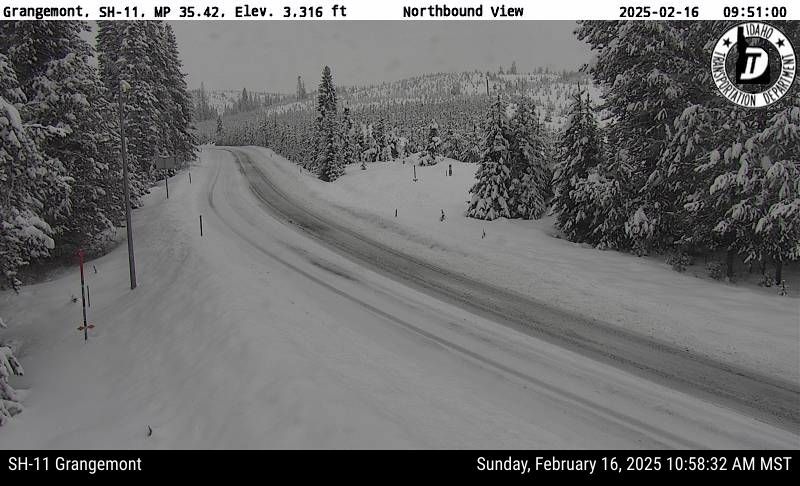 Grangemont, SH-11, MP 35.42, Elev. 3,316 ft Northbound View 2025-02-16 09:51:00
IDAHO
TRANSPORTATION DEPARTMENT
SH-11 Grangemont Sunday, February 16, 2025 10:58:32 AM MST